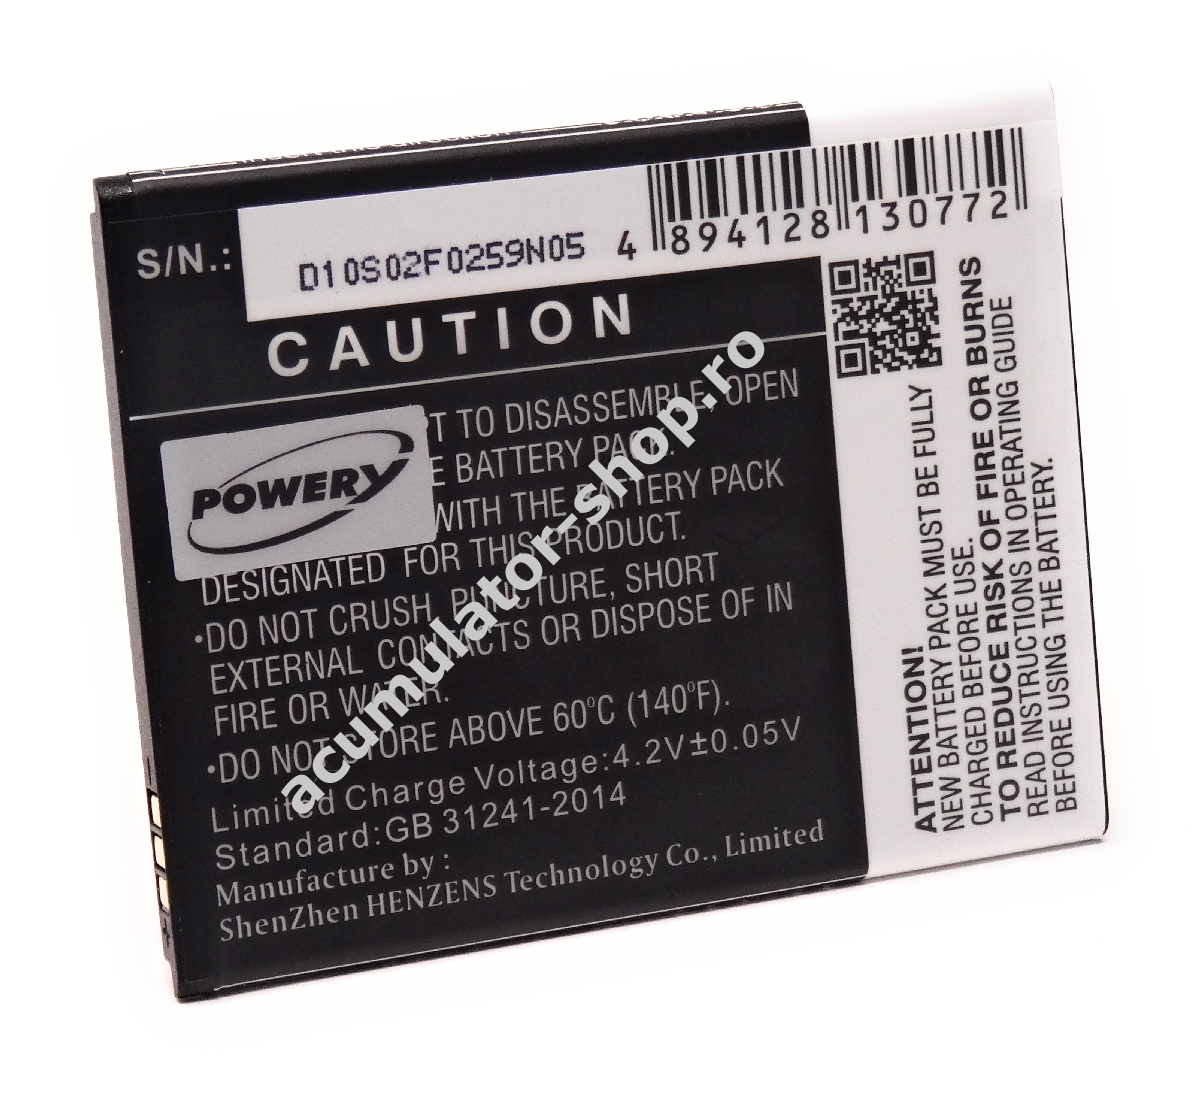 S/N.:
D10S02F0259N05
4 894128 130772
CAUTION
POWERY
T TO DISASSEMBLE, OPEN
E BATTERY PACK.
WITH THE BATTERY PACK
DESIGNATED FOR THIS PRODUCT.
•DO NOT CRUSH, PUNCTURE, SHORT
EXTERNAL CONTACTS OR DISPOSE OF IN
FIRE OR WATER.
•DO NOT STORE ABOVE 60°C (140°F).
Limited Charge Voltage:4.2V±0.05V
Standard:GB 31241-2014
Manufacture by :
ShenZhen HENZENS Technology Co., Limited
ATTENTION!
NEW BATTERY PACK MUST BE FULLY
CHARGED BEFORE USE.
TO REDUCE RISK OF FIRE OR BURNS
READ INSTRUCTIONS IN OPERATING GUIDE
BEFORE USING THE BATTERY.
acumulator-shop.ro